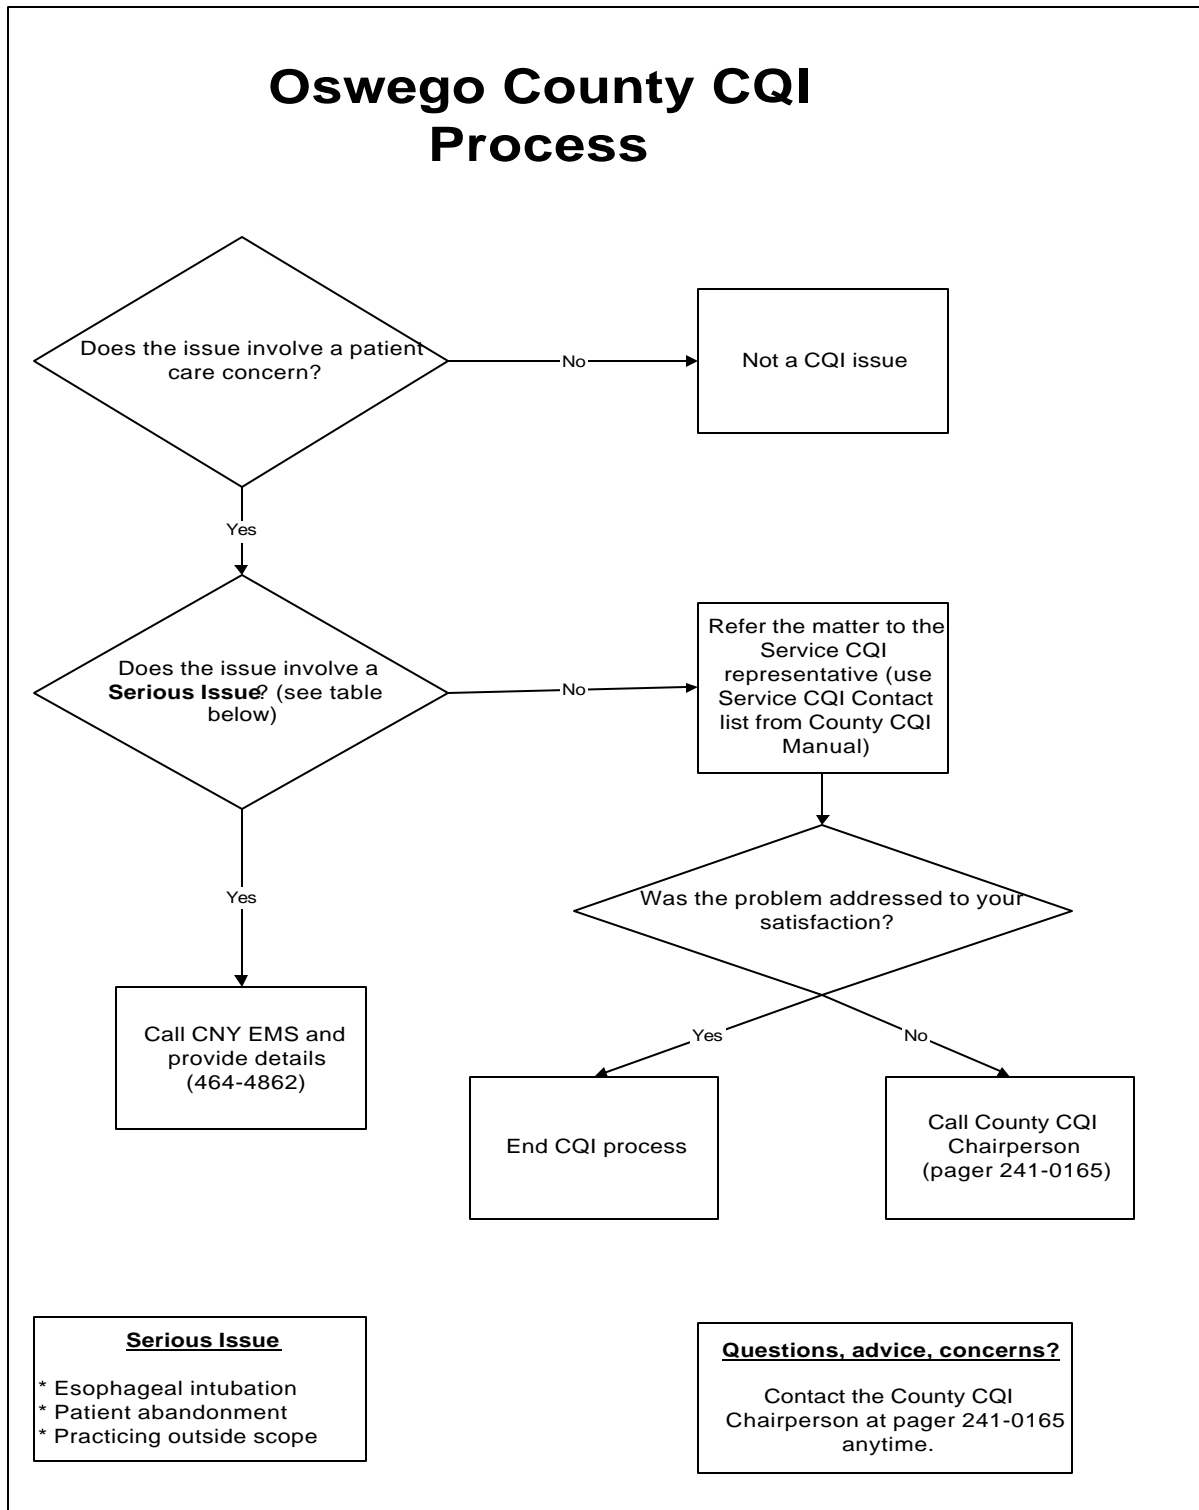 Oswego County CQI
Process
Does the issue involve a patient
care concern?
No
Not a CQI issue
Yes
Does the issue involve a
Serious Issue? (see table
below)
No
Refer the matter to the
Service CQI
representative (use
Service CQI Contact
list from County CQI
Manual)
Yes
Was the problem addressed to your
satisfaction?
Call CNY EMS and
provide details
(464-4862)
Yes
No
End CQI process
Call County CQI
Chairperson
(pager 241-0165)
Serious Issue
* Esophageal intubation
* Patient abandonment
* Practicing outside scope
Questions, advice, concerns?
Contact the County CQI
Chairperson at pager 241-0165
anytime.